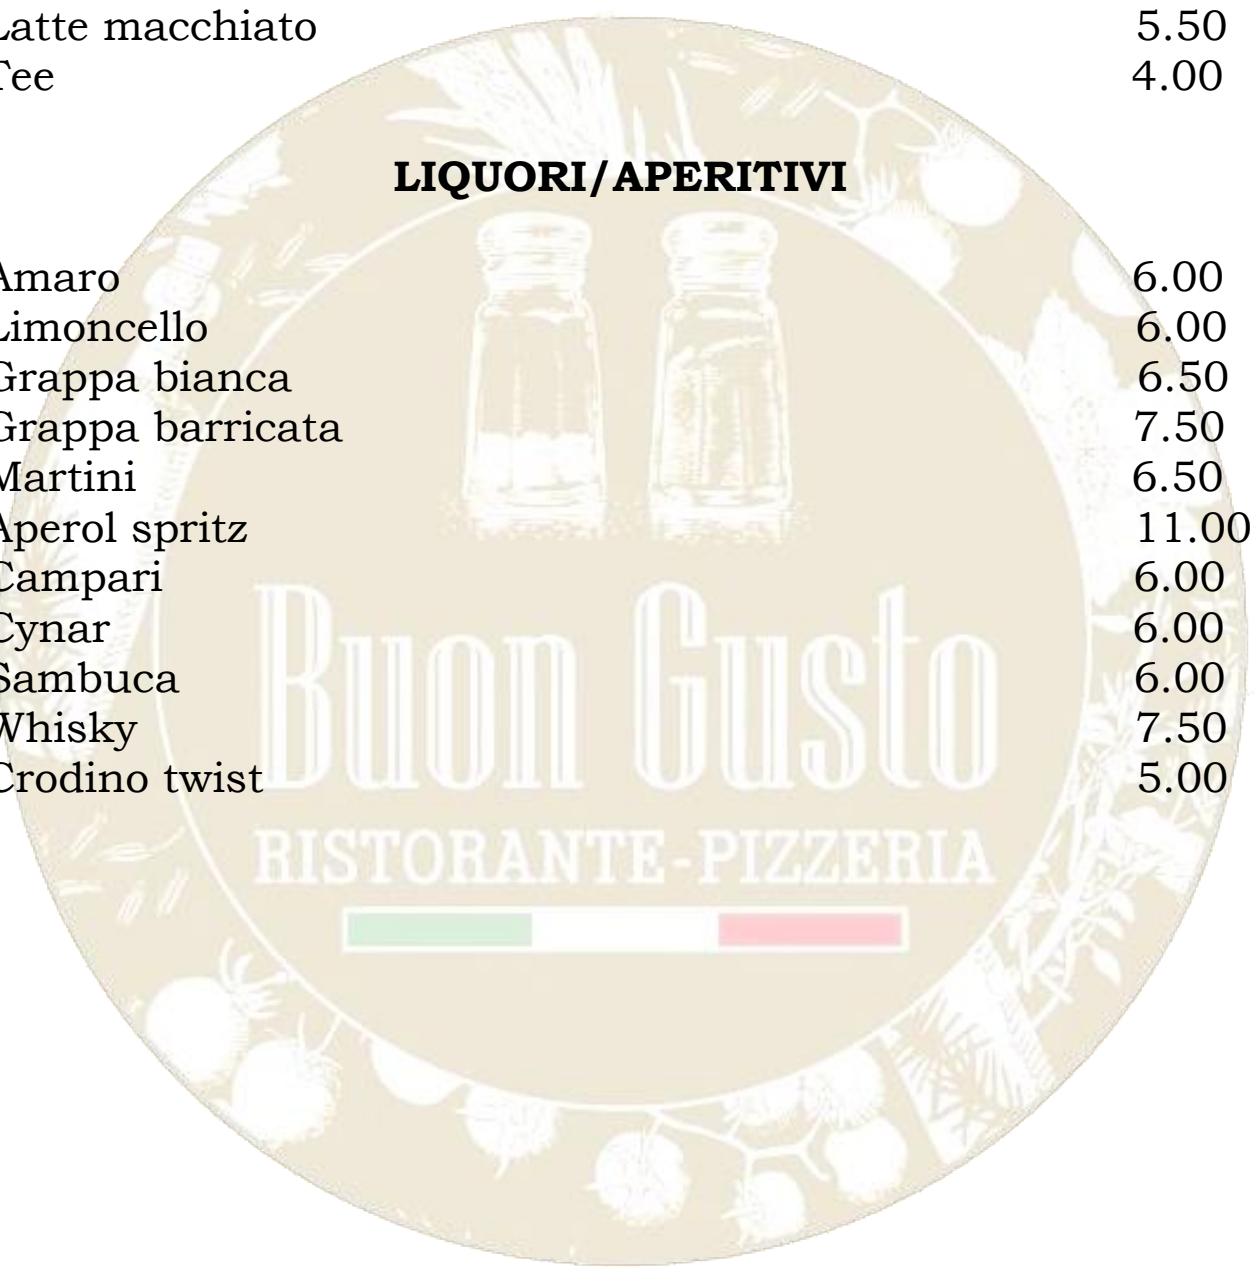 Latte macchiato 5.50
Tee 4.00
LIQUORI/APERITIVI
Amaro 6.00
Limoncello 6.00
Grappa bianca 6.50
Grappa barricata 7.50
Martini 6.50
Aperol spritz 11.00
Campari 6.00
Cynar 6.00
Sambuca 6.00
Whisky 7.50
Crodino twist 5.00
Buon Gusto
RISTORANTE-PIZZERIA